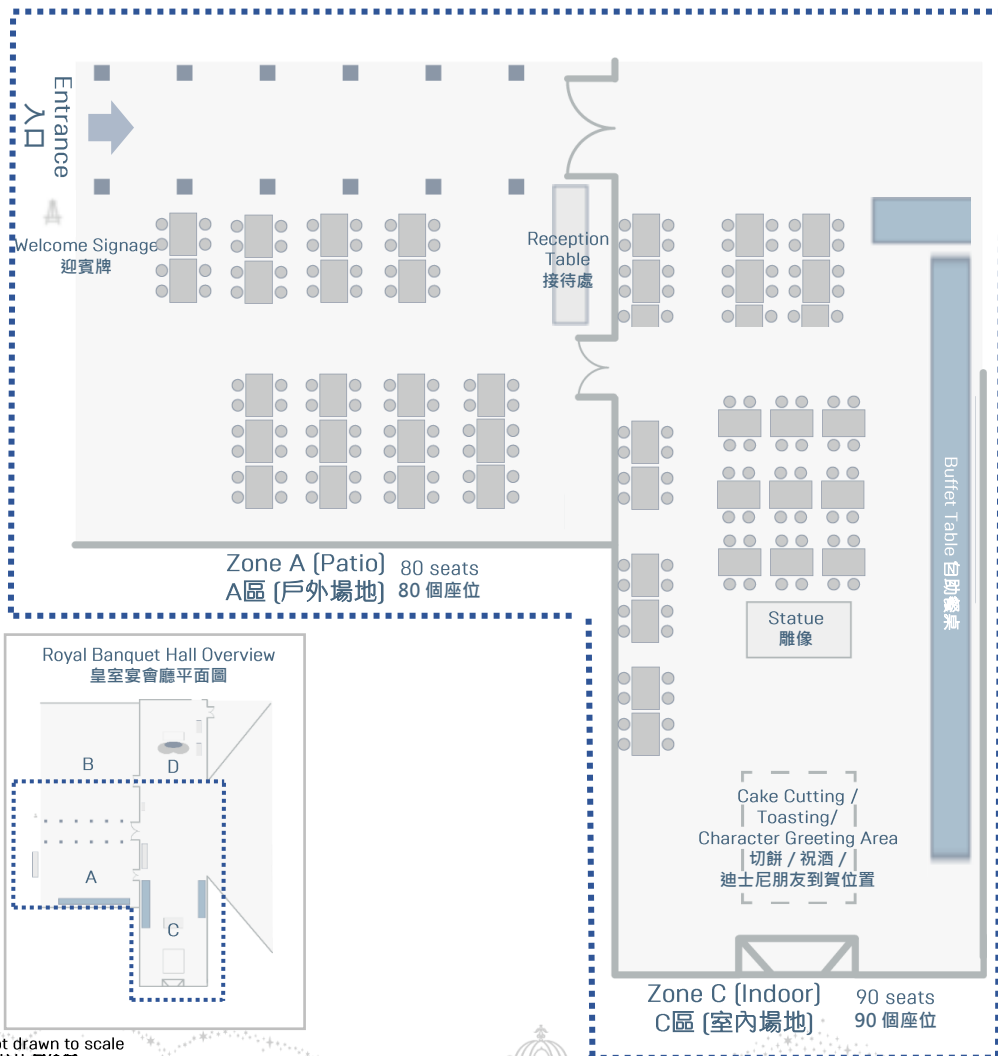 Entrance
入口
Welcome Signage
迎賓牌
Reception
Table
接待處
Buffet Table 自助餐桌
Statue
雕像
Zone A (Patio) 80 seats
A區 (戶外場地) 80 個座位
Royal Banquet Hall Overview
皇室宴會廳平面圖
B
D
A
C
Cake Cutting /
Toasting/
Character Greeting Area
切餅 / 祝酒 /
迪士尼朋友到賀位置
Zone C (Indoor) 90 seats
C區 (室內場地) 90 個座位
drawn to scale